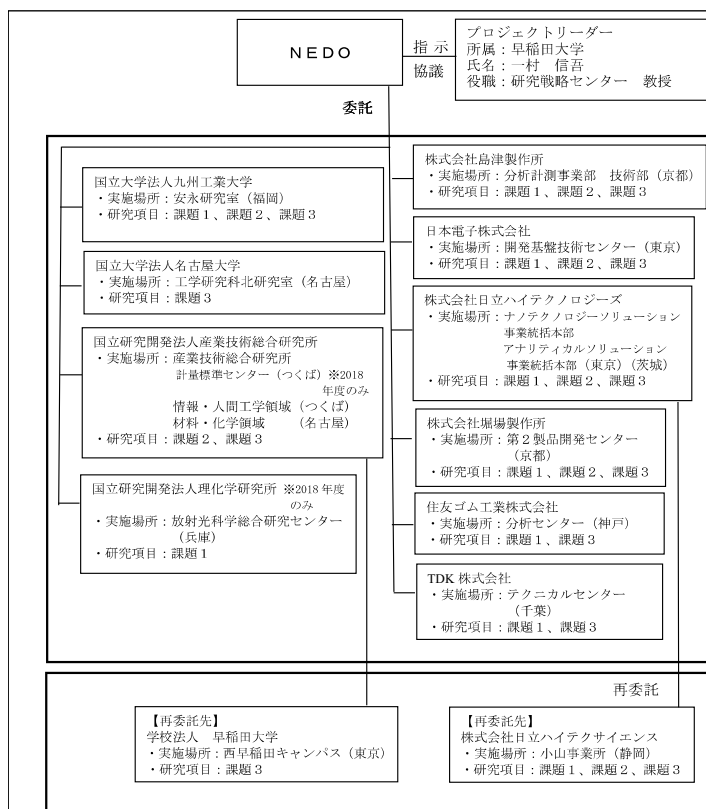 NEDO
指示
協議
プロジェクトリーダー
所属：早稲田大学
氏名：一村　信吾
役職：研究戦略センター　教授
委託
国立大学法人九州工業大学
・実施場所：安永研究室（福岡）
・研究項目：課題１、課題２、課題３
国立大学法人名古屋大学
・実施場所：工学研究科北研究室（名古屋）
・研究項目：課題３
国立研究開発法人産業技術総合研究所
・実施場所：産業技術総合研究所
計量標準センター（つくば）※2018
年度のみ
情報・人間工学領域（つくば）
材料・化学領域　　（名古屋）
・研究項目：課題２、課題３
国立研究開発法人理化学研究所　※2018 年度
のみ
・実施場所：放射光科学総合研究センター
（兵庫）
・研究項目：課題１
株式会社島津製作所
・実施場所：分析計測事業部　技術部（京都）
・研究項目：課題１、課題２、課題３
日本電子株式会社
・実施場所：開発基盤技術センター（東京）
・研究項目：課題１、課題２、課題３
株式会社日立ハイテクノロジーズ
・実施場所：ナノテクノロジーソリューション
事業統括本部
アナリティカルソリューション
事業統括本部（東京）（茨城）
・研究項目：課題１、課題２、課題３
株式会社堀場製作所
・実施場所：第２製品開発センター
（京都）
・研究項目：課題１、課題２、課題３
住友ゴム工業株式会社
・実施場所：分析センター（神戸）
・研究項目：課題１、課題３
TDK 株式会社
・実施場所：テクニカルセンター
（千葉）
・研究項目：課題１、課題３
再委託
【再委託先】
学校法人　早稲田大学
・実施場所：西早稲田キャンパス（東京）
・研究項目：課題３
【再委託先】
株式会社日立ハイテクサイエンス
・実施場所：小山事業所（静岡）
・研究項目：課題１、課題２、課題３